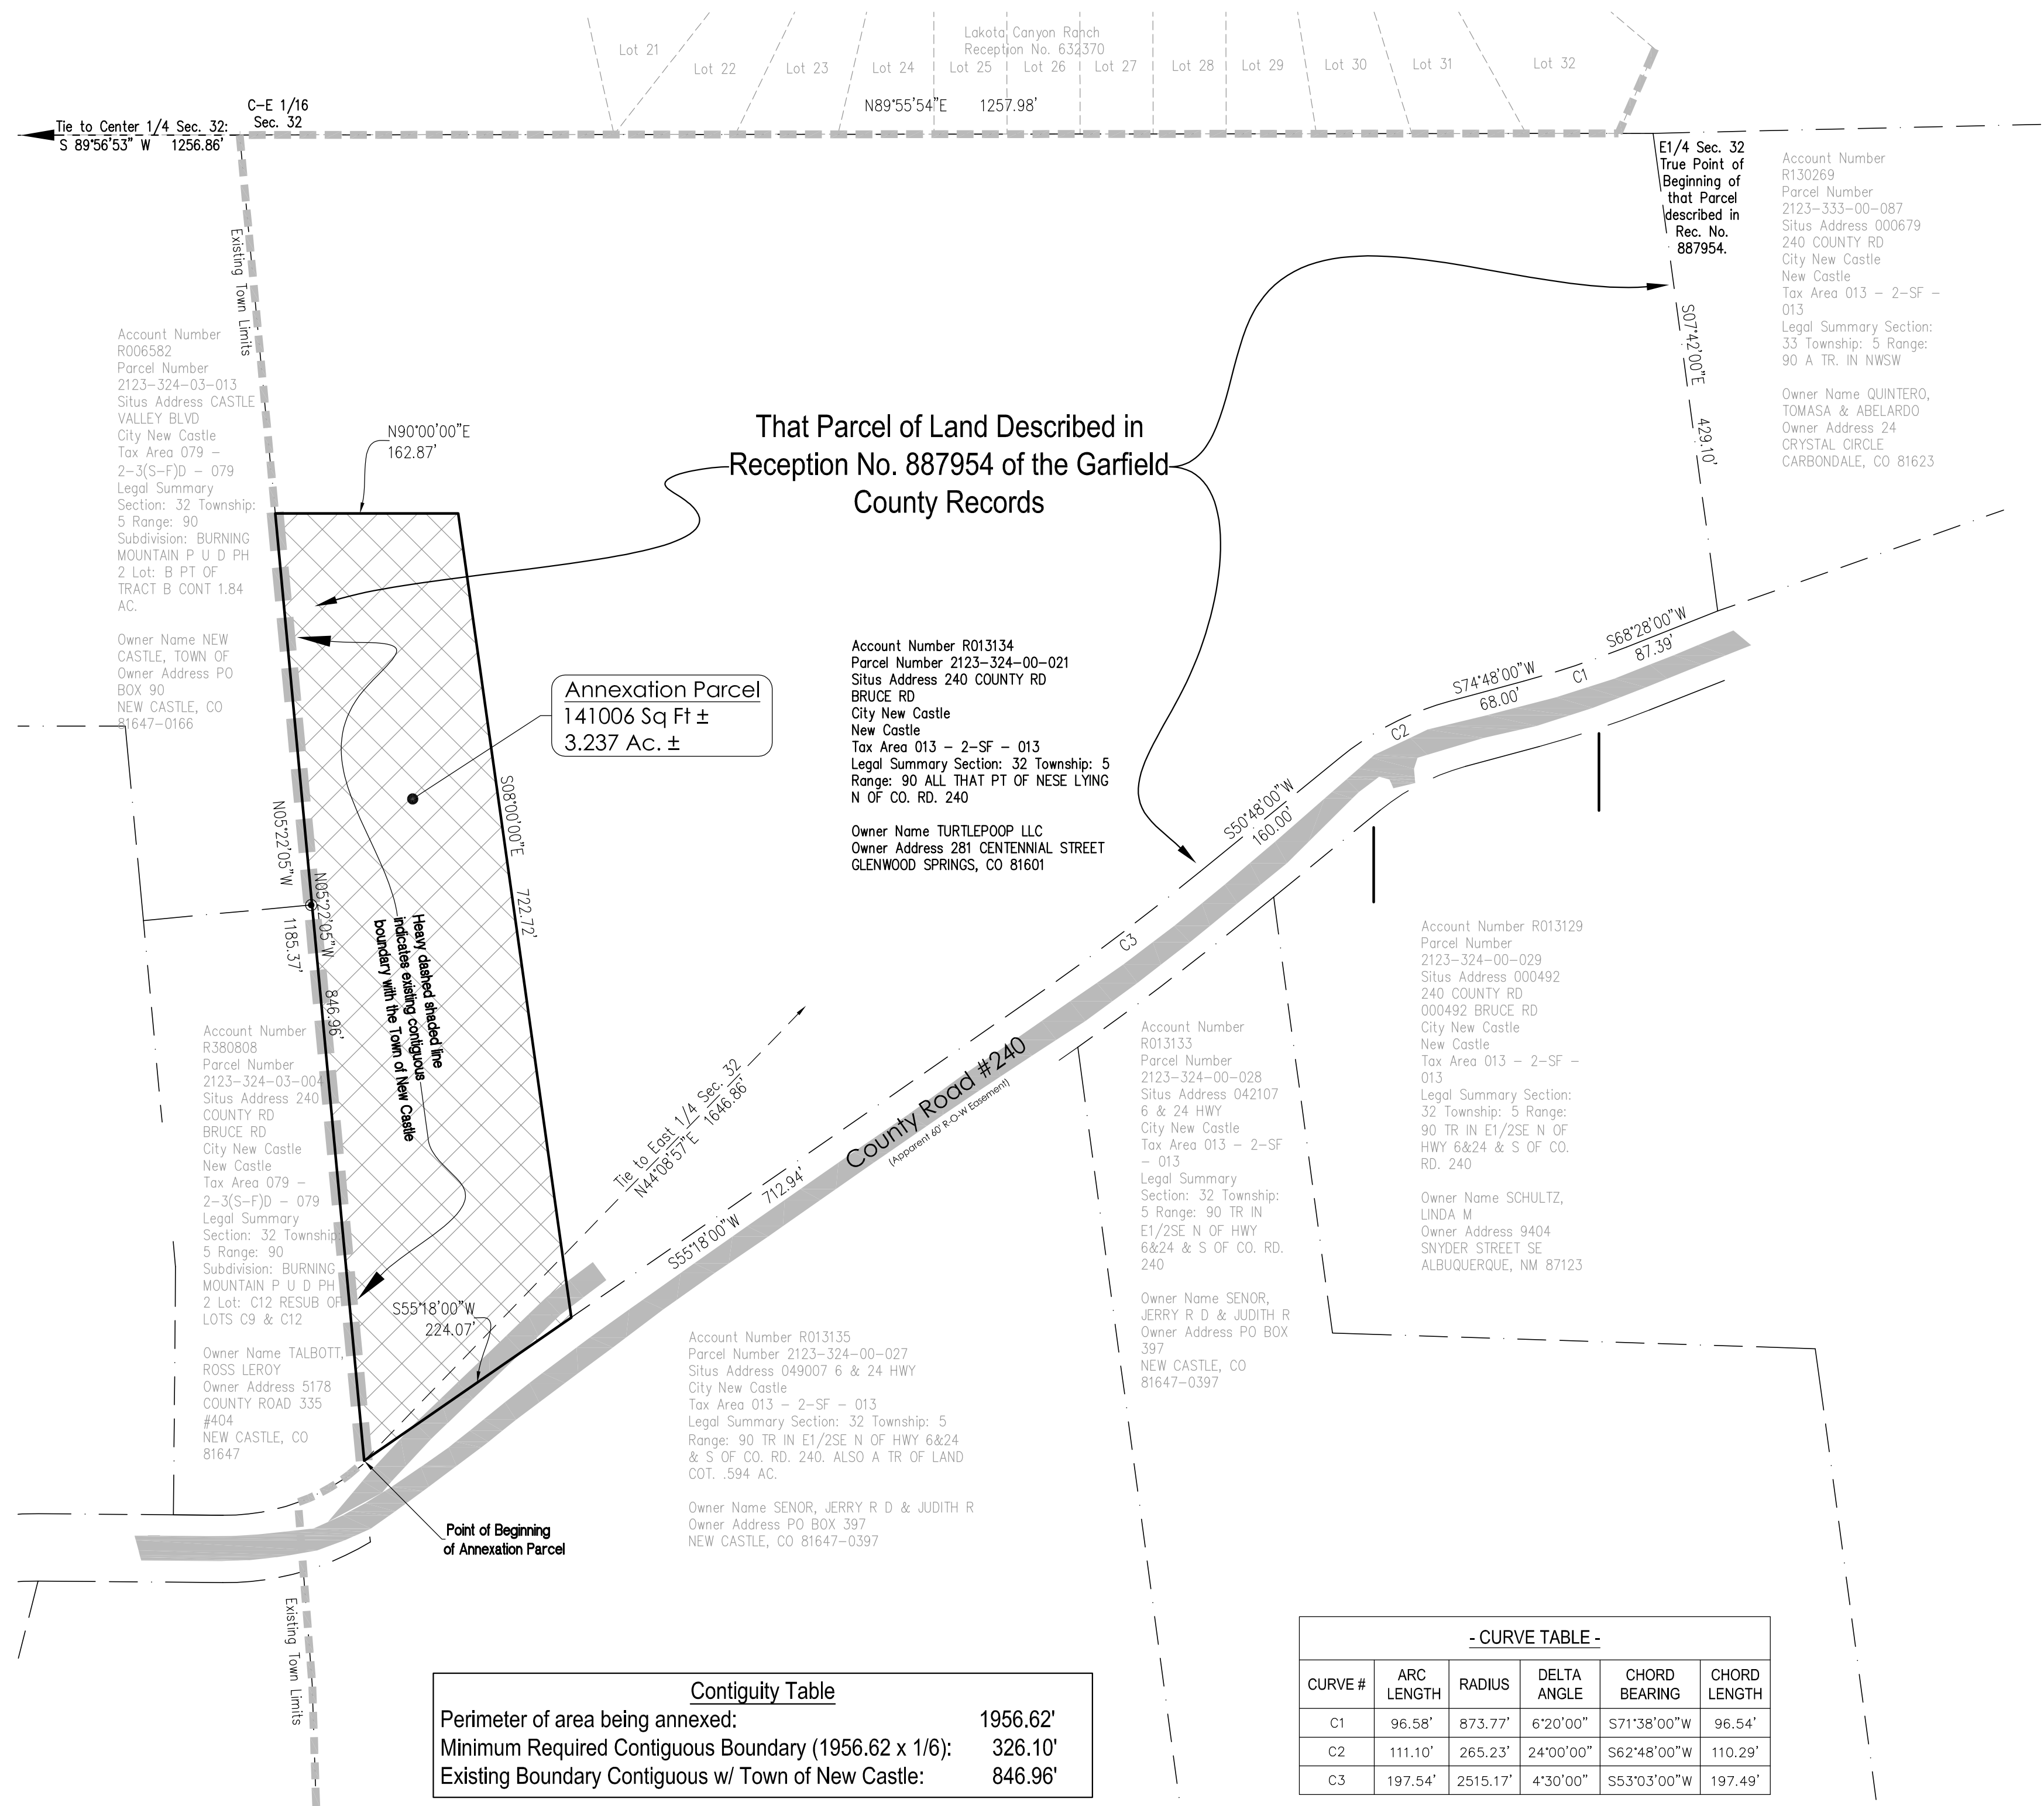 Lakota Canyon Ranch
Reception No. 632370
Lot 21
Lot 22
Lot 23
Lot 24
Lot 25
Lot 26
Lot 27
Lot 28
Lot 29
Lot 30
Lot 31
Lot 32
N89°55'54"E 1257.98'
C-E 1/16
Sec. 32
Tie to Center 1/4 Sec. 32:
S 89°56'53" W 1256.86'
E1/4 Sec. 32
True Point of
Beginning of
that Parcel
described in
Rec. No.
887954.
Account Number
R130269
Parcel Number
2123-333-00-087
Situs Address 000679
240 COUNTY RD
City New Castle
New Castle
Tax Area 013 - 2-SF -
013
Legal Summary Section:
33 Township: 5 Range:
90 A TR. IN NWSW
Owner Name QUINTERO,
TOMASA & ABELARDO
Owner Address 24
CRYSTAL CIRCLE
CARBONDALE, CO 81623
Existing Town Limits
S07°42'00"E 429.10'
Account Number
R006582
Parcel Number
2123-324-03-013
Situs Address CASTLE
VALLEY BLVD
City New Castle
Tax Area 079 -
2-3(S-F)D - 079
Legal Summary
Section: 32 Township:
5 Range: 90
Subdivision: BURNING
MOUNTAIN P U D PH
2 Lot: B PT OF
TRACT B CONT 1.84
AC.
Owner Name NEW
CASTLE, TOWN OF
Owner Address PO
BOX 90
NEW CASTLE, CO
81647-0166
N90°00'00"E
162.87'
That Parcel of Land Described in
Reception No. 887954 of the Garfield
County Records
Annexation Parcel
141006 Sq Ft ±
3.237 Ac. ±
Account Number R013134
Parcel Number 2123-324-00-021
Situs Address 240 COUNTY RD
BRUCE RD
City New Castle
New Castle
Tax Area 013 - 2-SF - 013
Legal Summary Section: 32 Township: 5
Range: 90 ALL THAT PT OF NESE LYING
N OF CO. RD. 240
Owner Name TURTLEPOOP LLC
Owner Address 281 CENTENNIAL STREET
GLENWOOD SPRINGS, CO 81601
S68°28'00"W
87.39'
C1
S74°48'00"W
68.00'
C2
S50°48'00"W
160.00'
C3
S08°00'00"E 722.72'
N05°22'05"W 1185.37'
N05°22'05"W 846.96'
Heavy dashed shaded line
indicates existing contiguous
boundary with the Town of New Castle
Tie to East 1/4 Sec. 32
N44°08'57"E 1646.86'
County Road #240
(Apparent 60' R-O-W Easement)
S55°18'00"W 712.94'
S55°18'00"W
224.07'
Account Number
R380808
Parcel Number
2123-324-03-004
Situs Address 240
COUNTY RD
BRUCE RD
City New Castle
New Castle
Tax Area 079 -
2-3(S-F)D - 079
Legal Summary
Section: 32 Township:
5 Range: 90
Subdivision: BURNING
MOUNTAIN P U D PH
2 Lot: C12 RESUB OF
LOTS C9 & C12
Owner Name TALBOTT,
ROSS LEROY
Owner Address 5178
COUNTY ROAD 335
#404
NEW CASTLE, CO
81647
Account Number R013135
Parcel Number 2123-324-00-027
Situs Address 049007 6 & 24 HWY
City New Castle
Tax Area 013 - 2-SF - 013
Legal Summary Section: 32 Township: 5
Range: 90 TR IN E1/2SE N OF HWY 6&24
& S OF CO. RD. 240. ALSO A TR OF LAND
COT. .594 AC.
Owner Name SENOR, JERRY R D & JUDITH R
Owner Address PO BOX 397
NEW CASTLE, CO 81647-0397
Account Number
R013133
Parcel Number
2123-324-00-028
Situs Address 042107
6 & 24 HWY
City New Castle
Tax Area 013 - 2-SF
- 013
Legal Summary
Section: 32 Township:
5 Range: 90 TR IN
E1/2SE N OF HWY
6&24 & S OF CO. RD.
240
Owner Name SENOR,
JERRY R D & JUDITH R
Owner Address PO BOX
397
NEW CASTLE, CO
81647-0397
Account Number R013129
Parcel Number
2123-324-00-029
Situs Address 000492
240 COUNTY RD
000492 BRUCE RD
City New Castle
New Castle
Tax Area 013 - 2-SF -
013
Legal Summary Section:
32 Township: 5 Range:
90 TR IN E1/2SE N OF
HWY 6&24 & S OF CO.
RD. 240
Owner Name SCHULTZ,
LINDA M
Owner Address 9404
SNYDER STREET SE
ALBUQUERQUE, NM 87123
Point of Beginning
of Annexation Parcel
Existing Town Limits
Contiguity Table
Perimeter of area being annexed: 1956.62'
Minimum Required Contiguous Boundary (1956.62 x 1/6): 326.10'
Existing Boundary Contiguous w/ Town of New Castle: 846.96'
- CURVE TABLE -
CURVE # ARC LENGTH RADIUS DELTA ANGLE CHORD BEARING CHORD LENGTH
C1 96.58' 873.77' 6°20'00" S71°38'00"W 96.54'
C2 111.10' 265.23' 24°00'00" S62°48'00"W 110.29'
C3 197.54' 2515.17' 4°30'00" S53°03'00"W 197.49'